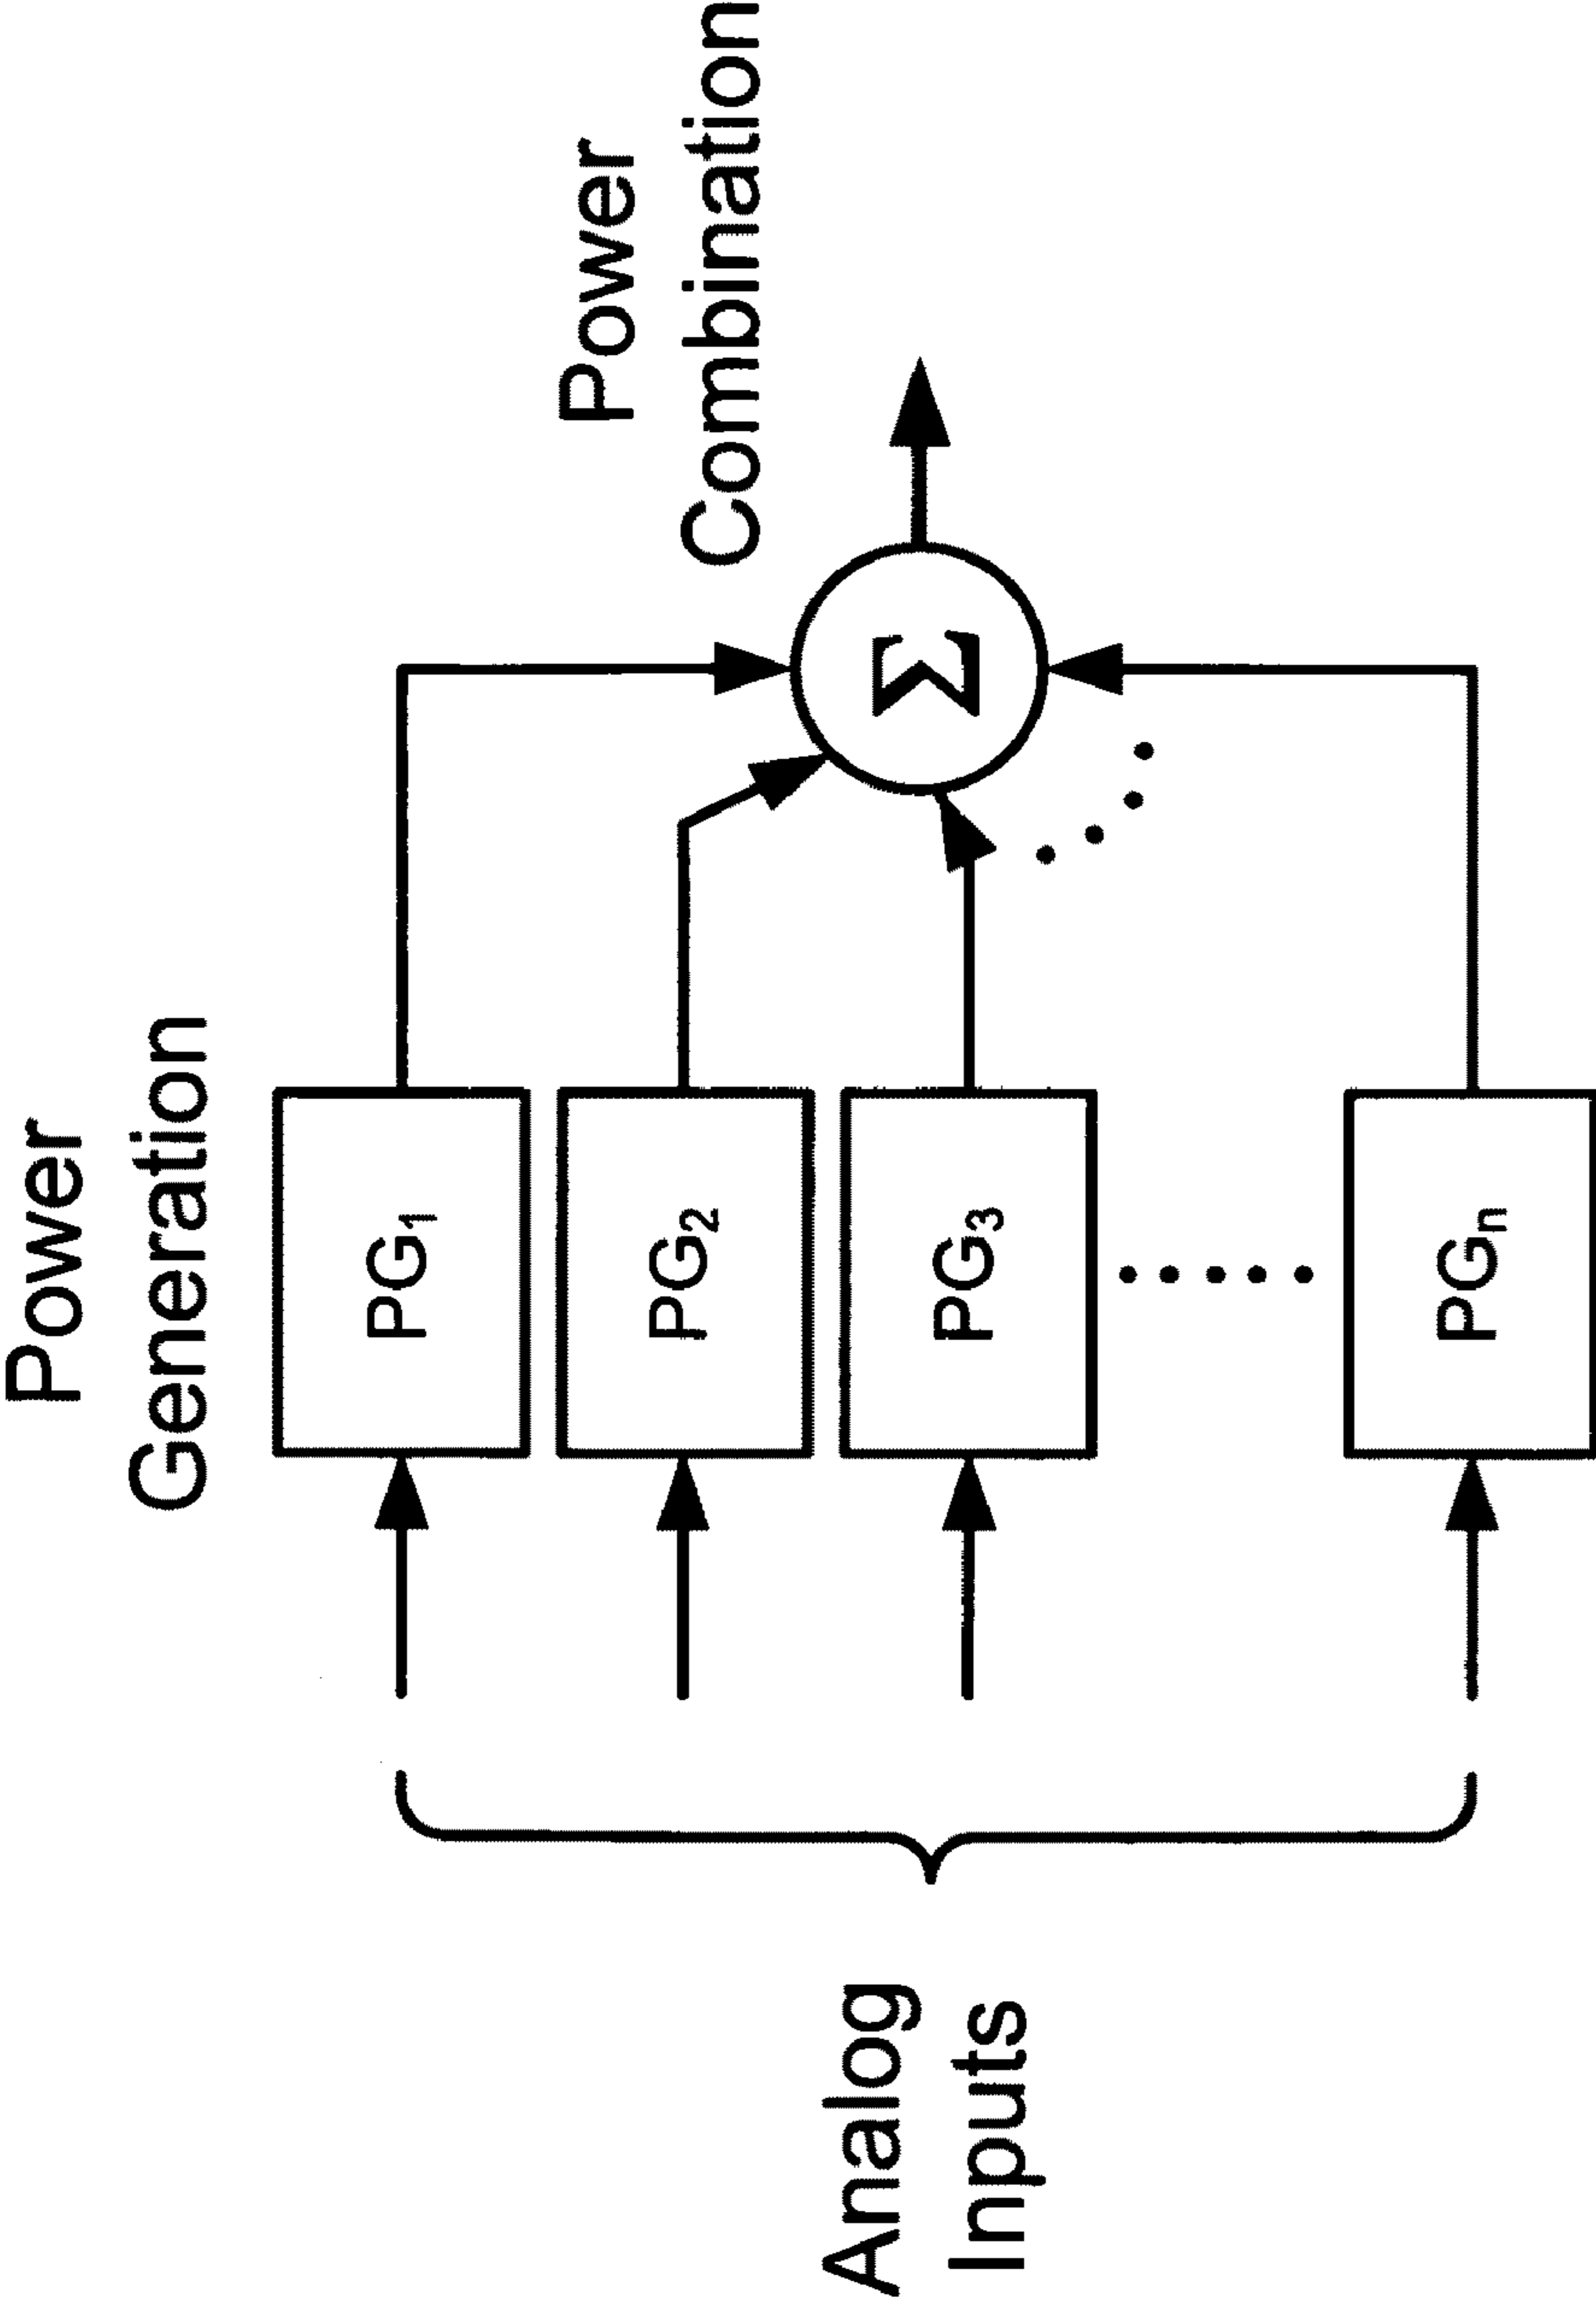 Power
Generation
Power
Combination
PG₁
PG₂
PG₃
PGₙ
Σ
Analog
Inputs